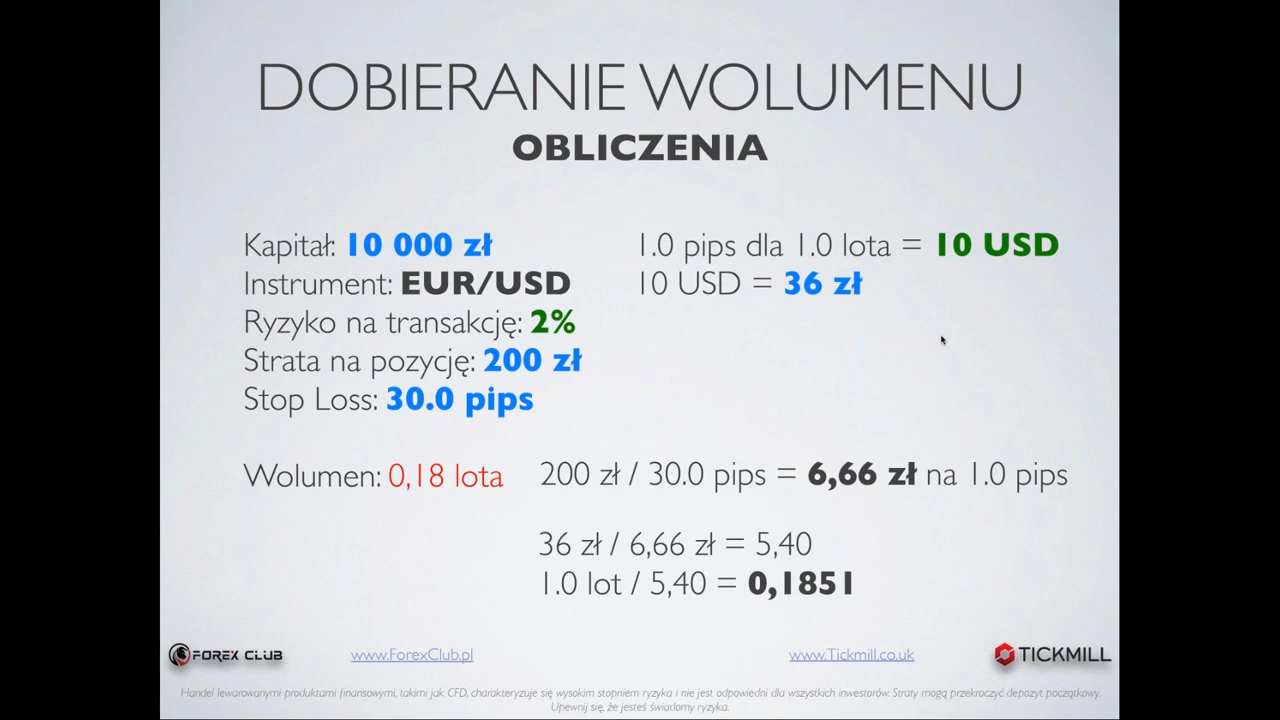 DOBIERANIE WOLUMENU
OBLICZENIA
Kapitał: 10 000 zł
Instrument: EUR/USD
Ryzyko na transakcję: 2%
Strata na pozycję: 200 zł
Stop Loss: 30.0 pips
1.0 pips dla 1.0 lota = 10 USD
10 USD = 36 zł
Wolumen: 0,18 lota
200 zł / 30.0 pips = 6,66 zł na 1.0 pips
36 zł / 6,66 zł = 5,40
1.0 lot / 5,40 = 0,1851
FOREX CLUB
www.ForexClub.pl
www.Tickmill.co.uk
TICKMILL
Handel lewarowanymi produktami finansowymi, takimi jak CFD, charakteryzuje się wysokim stopniem ryzyka i nie jest odpowiedni dla wszystkich inwestorów. Straty mogą przekroczyć depozyt początkowy.
Upewnij się, że jesteś świadomy ryzyka.